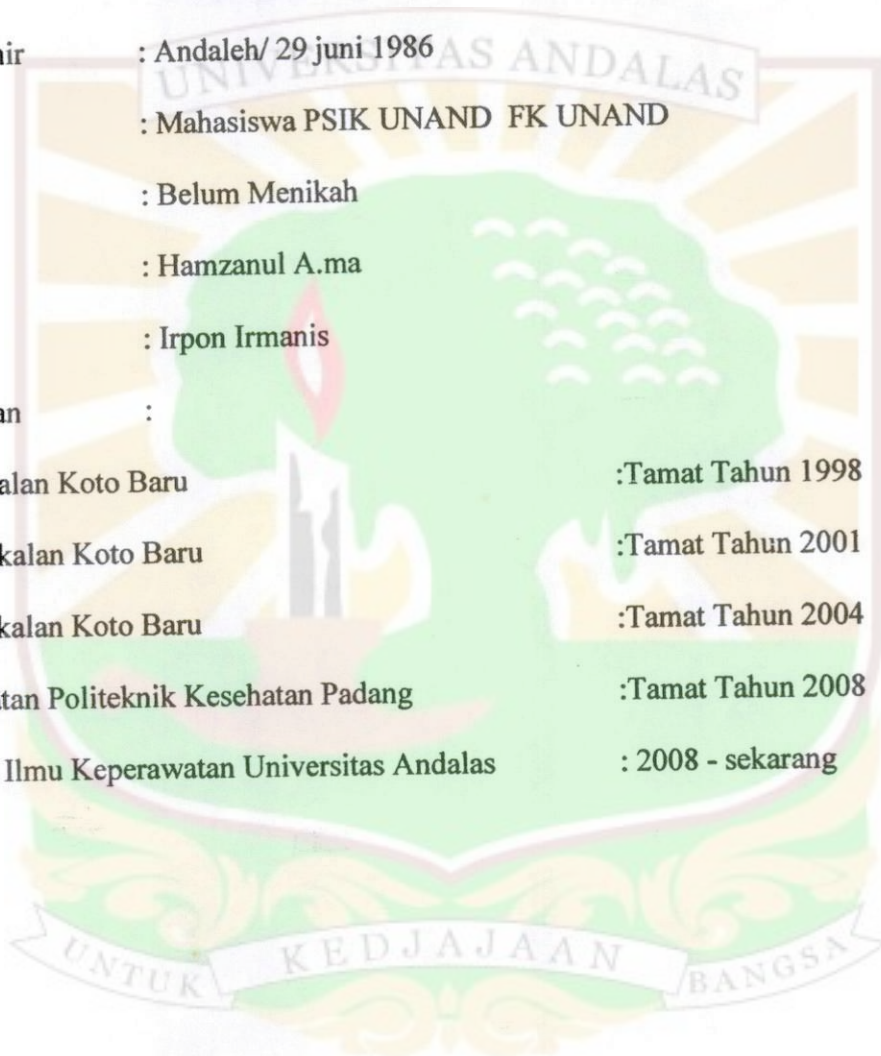 : Andaleh/ 29 juni 1986
UNIVERSITAS ANDALAS
: Mahasiswa PSIK UNAND FK UNAND
: Belum Menikah
: Hamzanul A.ma
: Irpon Irmanis
:
alan Koto Baru :Tamat Tahun 1998
kalan Koto Baru :Tamat Tahun 2001
kalan Koto Baru :Tamat Tahun 2004
tan Politeknik Kesehatan Padang :Tamat Tahun 2008
Ilmu Keperawatan Universitas Andalas : 2008 - sekarang
UNTUK KEDJAJAAN BANGSA